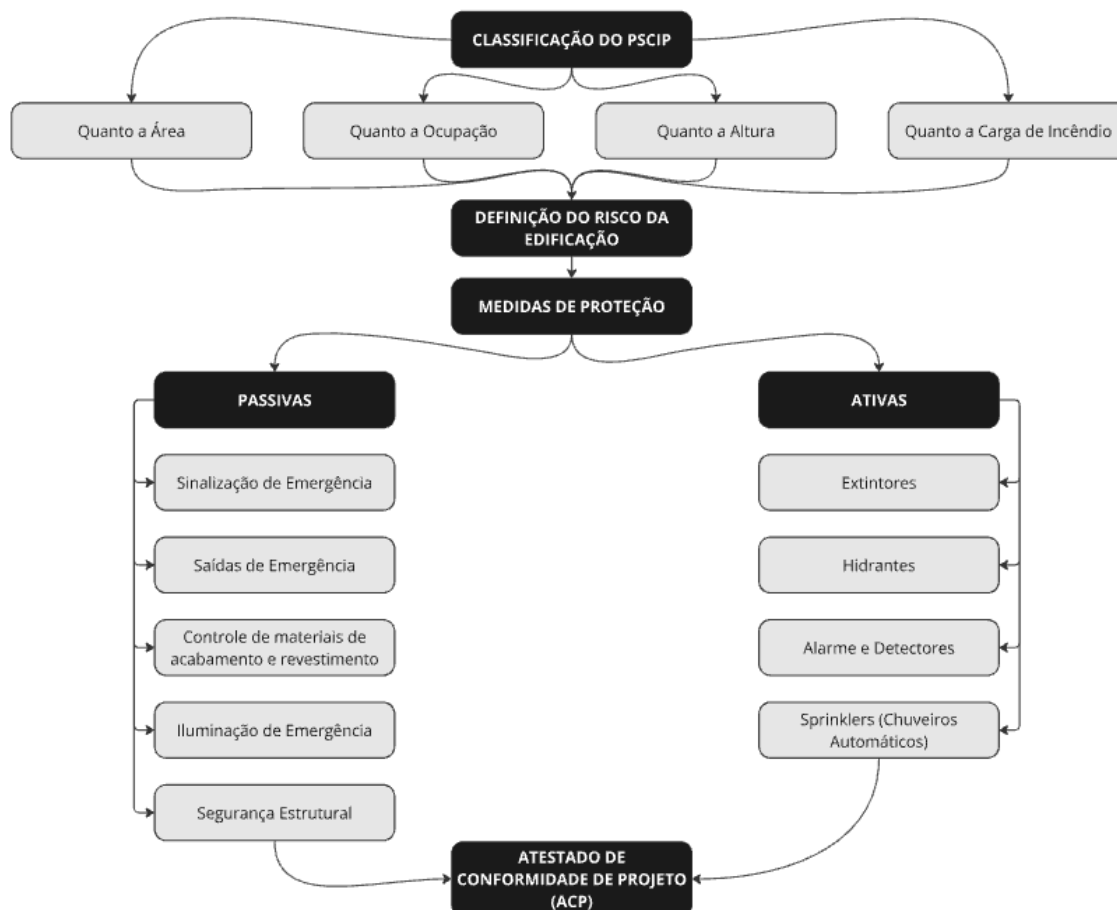 CLASSIFICAÇÃO DO PSCIP
Quanto a Área
Quanto a Ocupação
Quanto a Altura
Quanto a Carga de Incêndio
DEFINIÇÃO DO RISCO DA
EDIFICAÇÃO
MEDIDAS DE PROTEÇÃO
PASSIVAS
Sinalização de Emergência
Saídas de Emergência
Controle de materiais de
acabamento e revestimento
Iluminação de Emergência
Segurança Estrutural
ATIVAS
Extintores
Hidrantes
Alarme e Detectores
Sprinklers (Chuveiros
Automáticos)
ATESTADO DE
CONFORMIDADE DE PROJETO
(ACP)